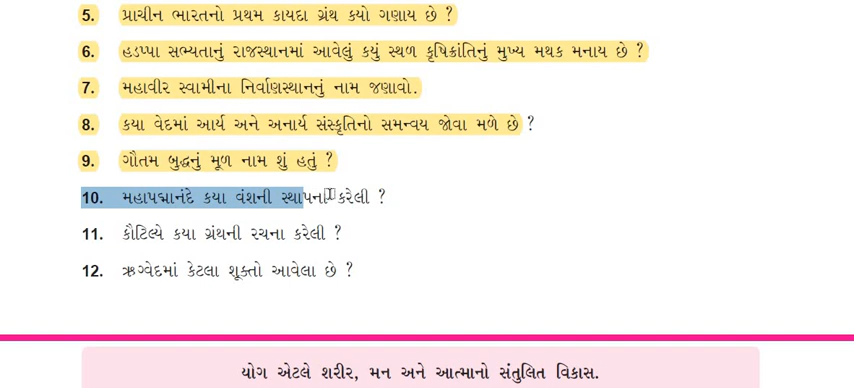 5. પ્રાચીન ભારતનો પ્રથમ કાયદા ગ્રંથ કયો ગણાય છે ?
6. હડપ્પા સભ્યતાનું રાજસ્થાનમાં આવેલું કયું સ્થળ કૃષિક્રાંતિનું મુખ્ય મથક મનાય છે ?
7. મહાવીર સ્વામીના નિર્વાણસ્થાનનું નામ જણાવો.
8. કયા વેદમાં આર્ય અને અનાર્ય સંસ્કૃતિનો સમન્વય જોવા મળે છે ?
9. ગૌતમ બુદ્ધનું મૂળ નામ શું હતું ?
10. મહાપદ્માનંદે કયા વંશની સ્થાપના કરેલી ?
11. કૌટિલ્યે કયા ગ્રંથની રચના કરેલી ?
12. ઋગ્વેદમાં કેટલા શૂક્તો આવેલા છે ?
યોગ એટલે શરીર, મન અને આત્માનો સંતુલિત વિકાસ.